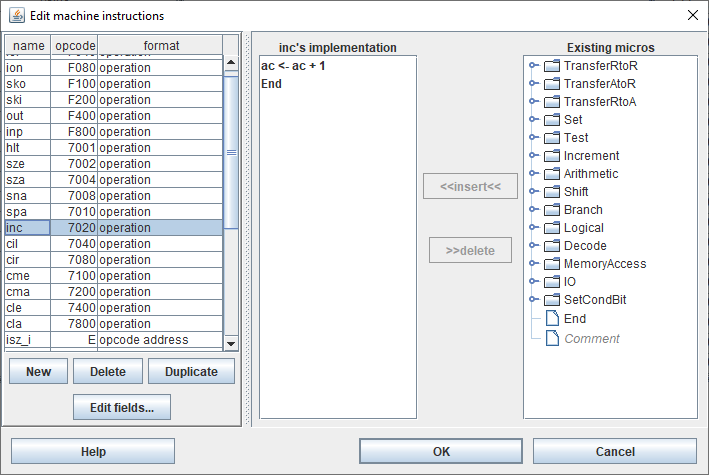 Edit machine instructions
name opcode format
ion F080 operation
sko F100 operation
ski F200 operation
out F400 operation
inp F800 operation
hlt 7001 operation
sze 7002 operation
sza 7004 operation
sna 7008 operation
spa 7010 operation
inc 7020 operation
cil 7040 operation
cir 7080 operation
cme 7100 operation
cma 7200 operation
cle 7400 operation
cla 7800 operation
isz_i E opcode address
New Delete Duplicate
Edit fields...
inc's implementation
ac <- ac + 1
End
<<insert<<
>>delete
Existing micros
TransferRtoR
TransferAtoR
TransferRtoA
Set
Test
Increment
Arithmetic
Shift
Branch
Logical
Decode
MemoryAccess
IO
SetCondBit
End
Comment
Help OK Cancel